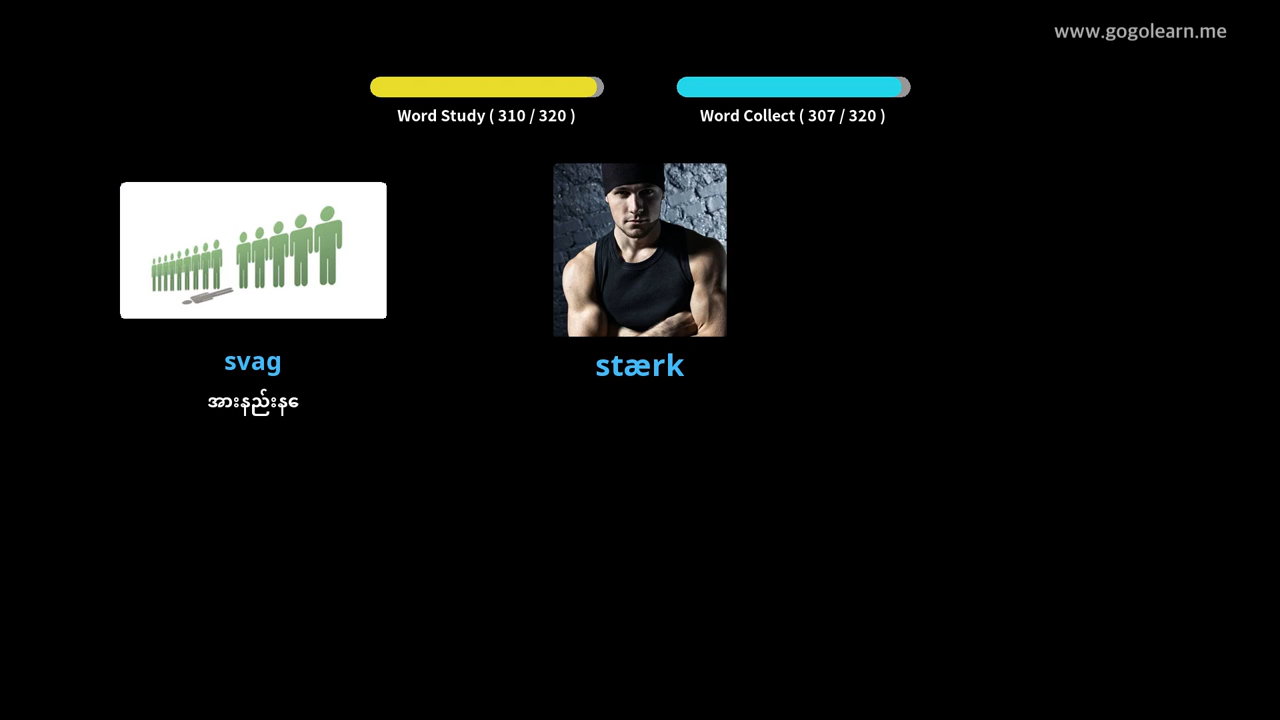 www.gogolearn.me
Word Study ( 310 / 320 )
Word Collect ( 307 / 320 )
svag
အားနည်းနေ
stærk